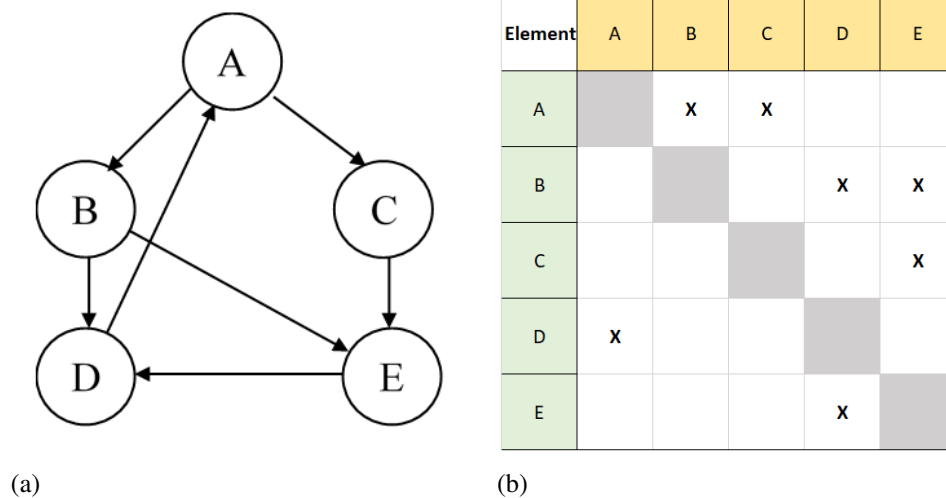 A
B
C
D
E
(a)
Element A B C D E
A X X
B X X
C X
D X
E X
(b)